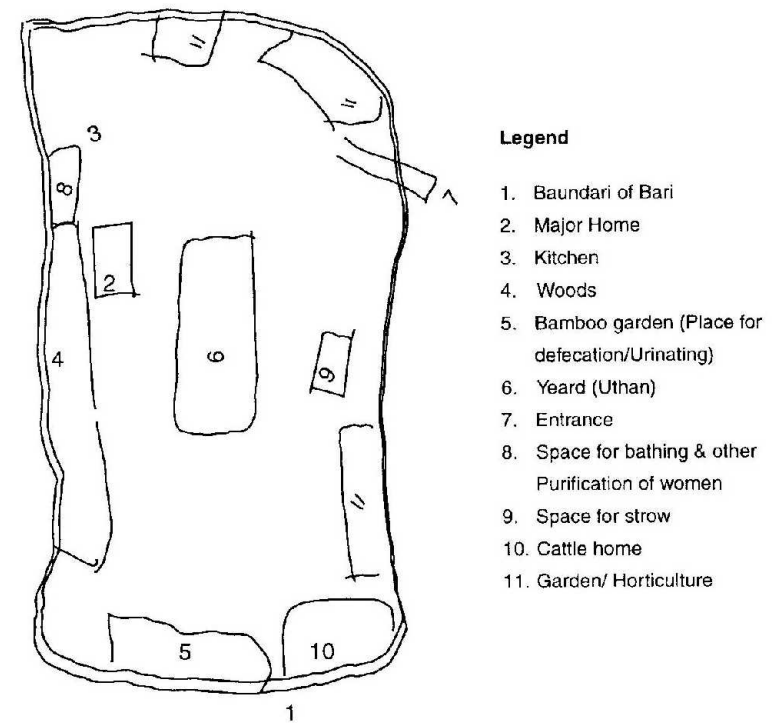 11
11
3
8
7
2
4
6
9
11
5
10
1
Legend
1. Baundari of Bari
2. Major Home
3. Kitchen
4. Woods
5. Bamboo garden (Place for
defecation/Urinating)
6. Yeard (Uthan)
7. Entrance
8. Space for bathing & other
Purification of women
9. Space for strow
10. Cattle home
11. Garden/ Horticulture